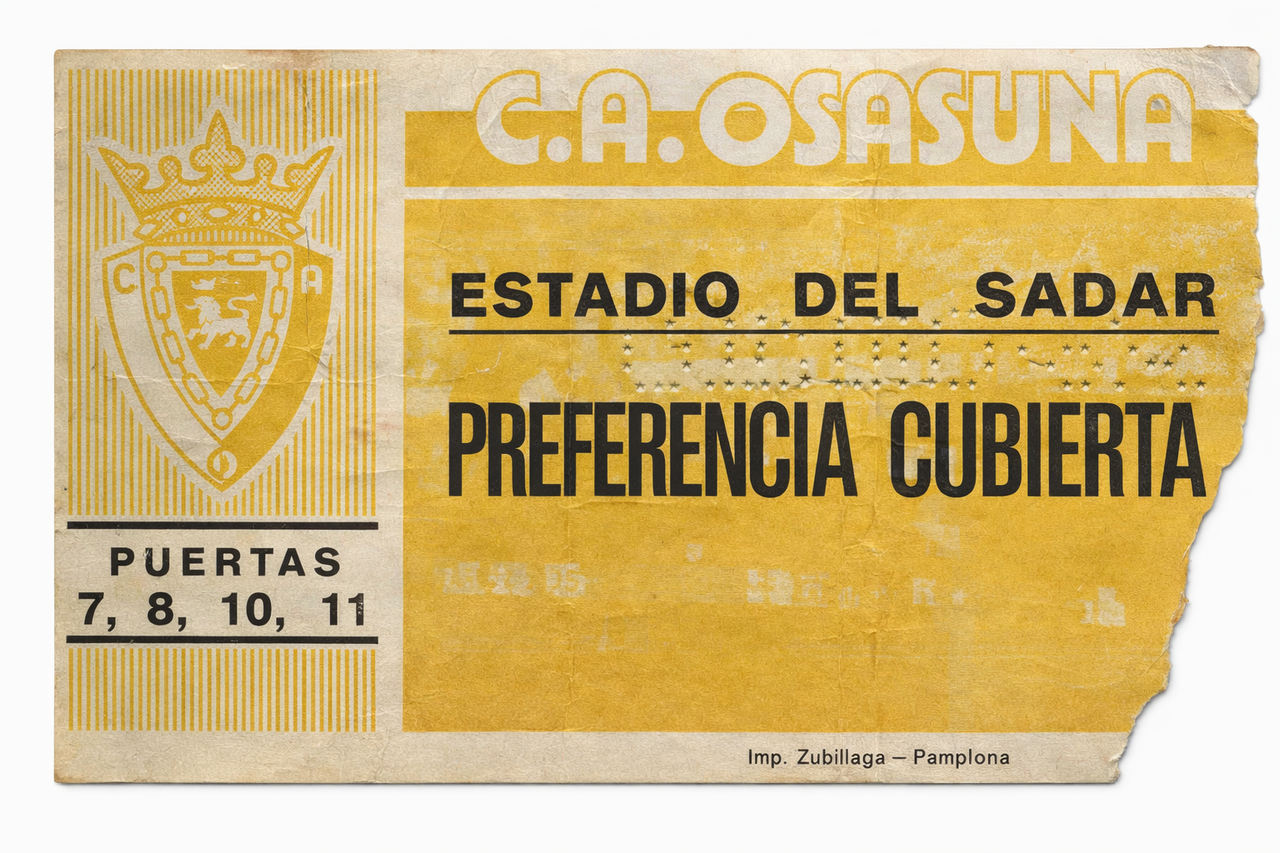 C.A. OSASUNA
C A
O
ESTADIO DEL SADAR
PREFERENCIA CUBIERTA
PUERTAS
7, 8, 10, 11
Imp. Zubillaga – Pamplona